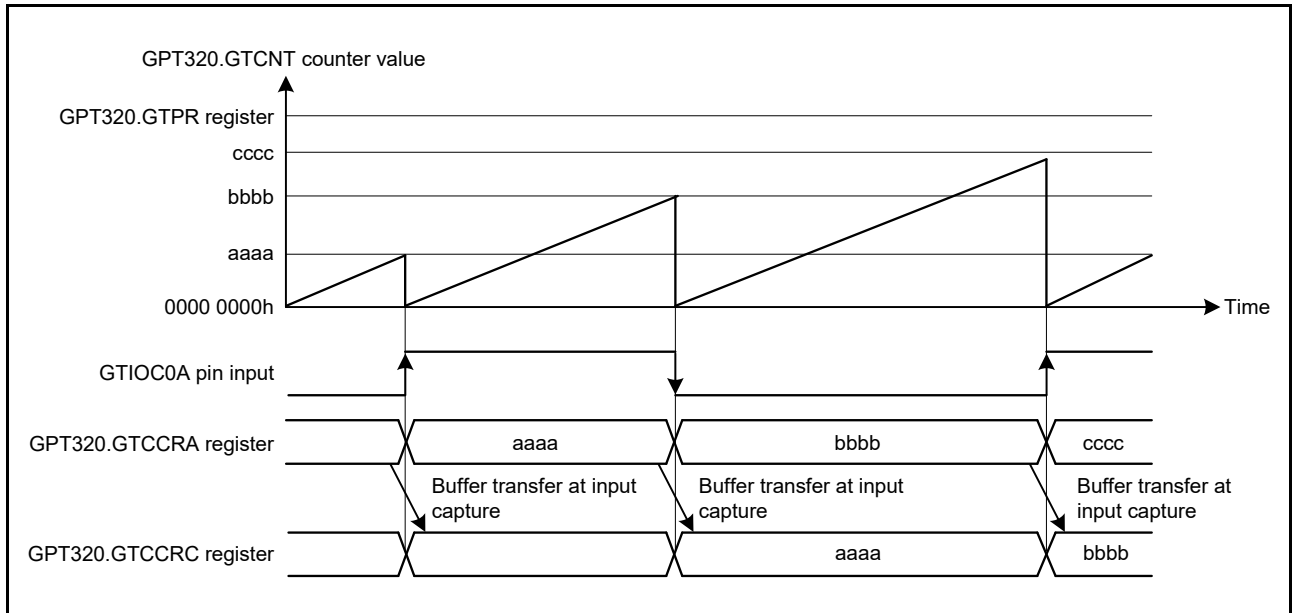 GPT320.GTCNT counter value
GPT320.GTPR register
cccc
bbbb
aaaa
0000 0000h
Time
GTIOC0A pin input
GPT320.GTCCRA register
aaaa
bbbb
cccc
Buffer transfer at input
capture
Buffer transfer at input
capture
Buffer transfer at
input capture
GPT320.GTCCRC register
aaaa
bbbb